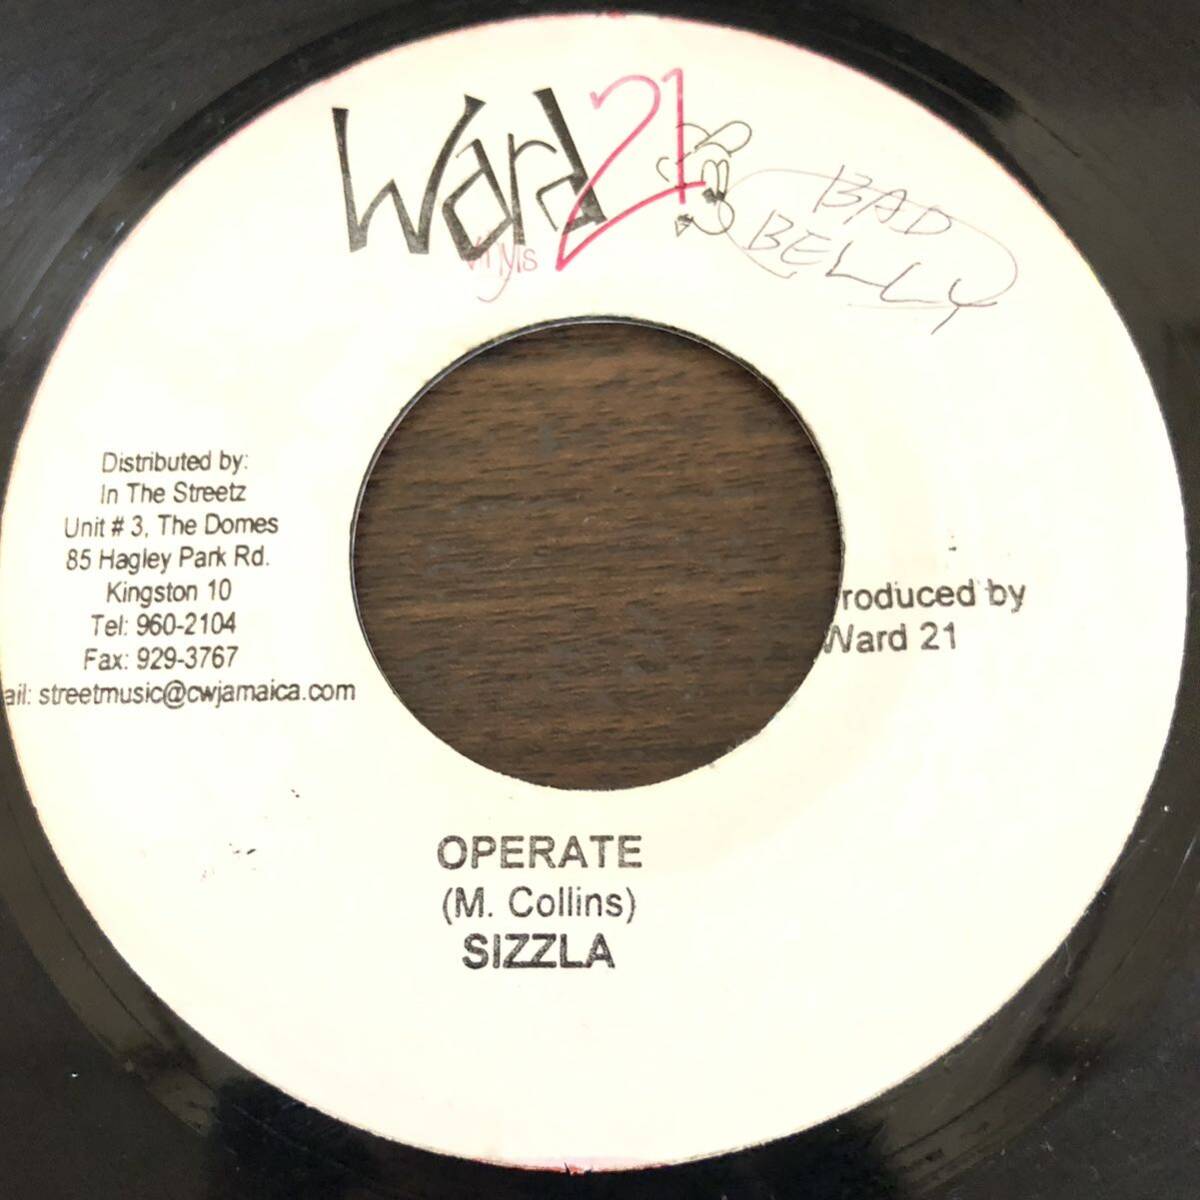 Ward 21
Vinyls
BAD
BELLY
Distributed by:
In The Streetz
Unit # 3, The Domes
85 Hagley Park Rd.
Kingston 10
Tel: 960-2104
Fax: 929-3767
ail: streetmusic@cwjamaica.com
roduced by
Ward 21
OPERATE
(M. Collins)
SIZZLA